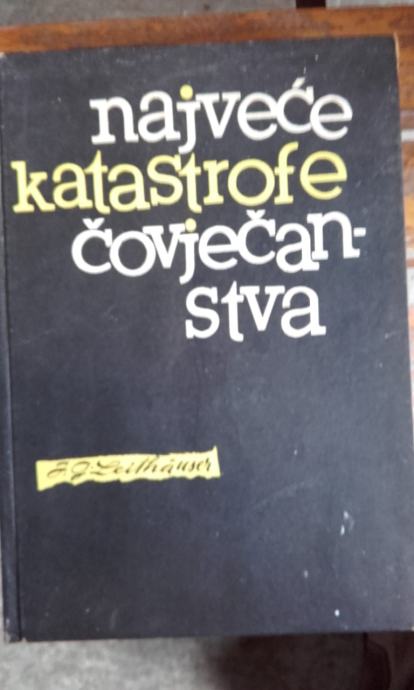 najveće
katastrofe
čovječan-
stva
J.J.Leithäuser